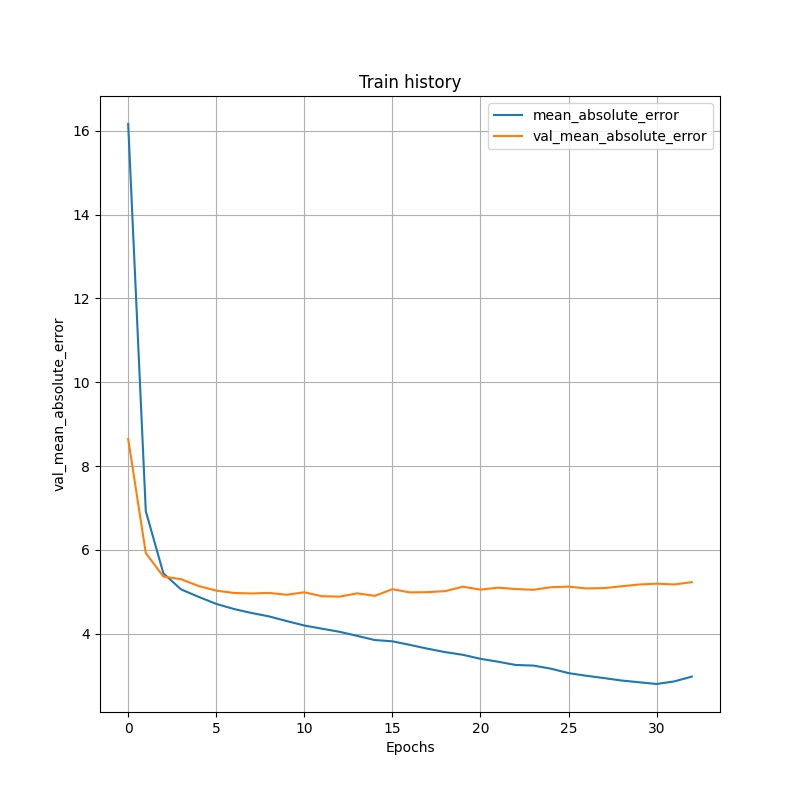 Train history
mean_absolute_error
val_mean_absolute_error
val_mean_absolute_error
16
14
12
10
8
6
4
0 5 10 15 20 25 30
Epochs